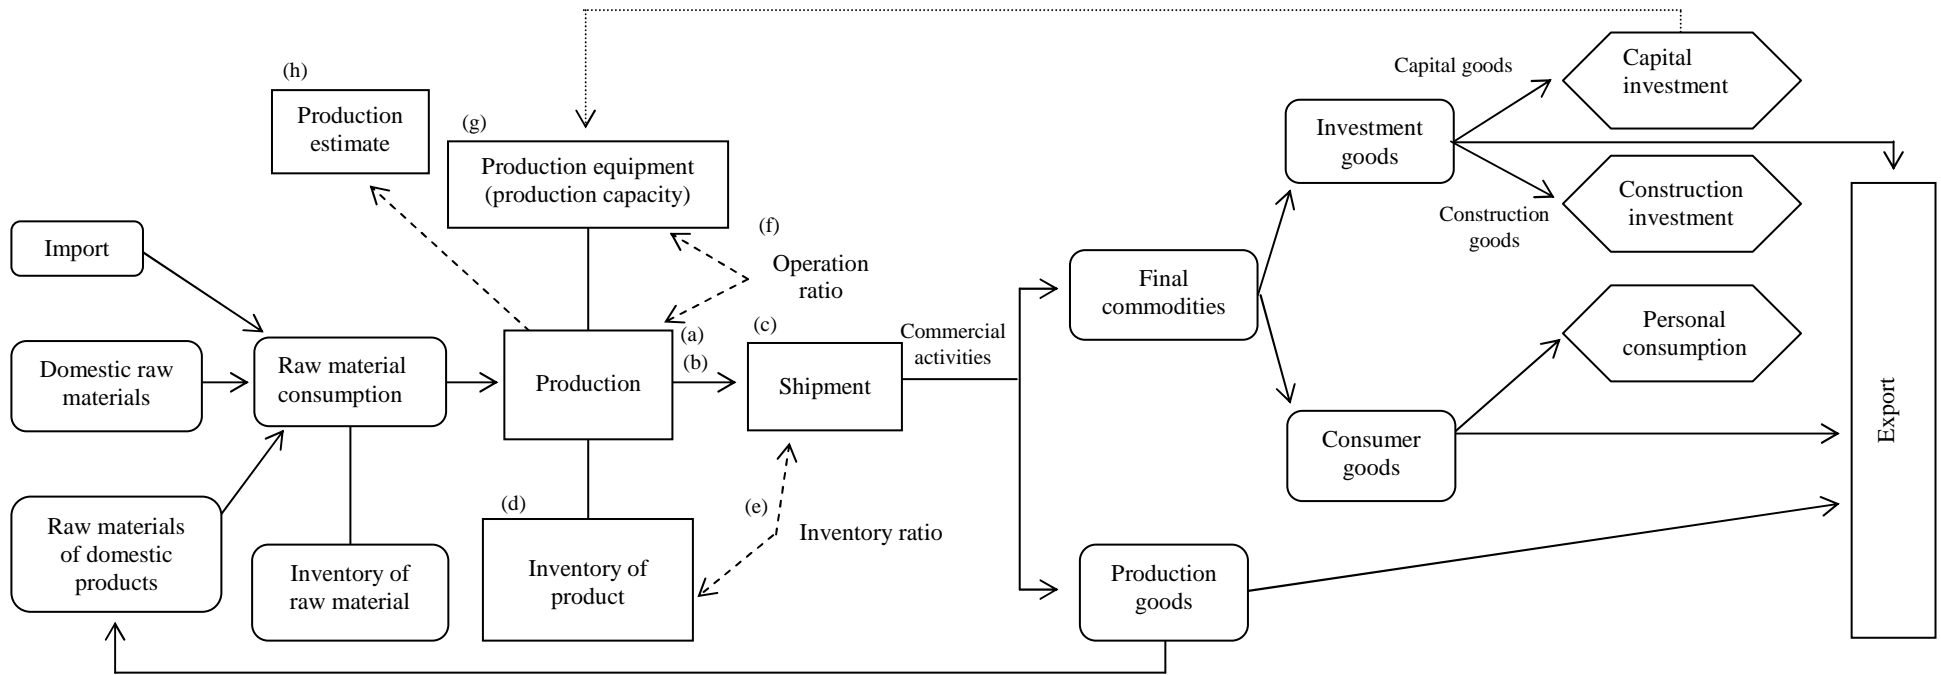 (h)
Production
estimate
(g)
Production equipment
(production capacity)
(f)
Operation
ratio
Import
Domestic raw
materials
Raw materials
of domestic
products
Raw material
consumption
Inventory of
raw material
Production
(a)
(b)
(c)
Shipment
(d)
Inventory of
product
(e)
Inventory ratio
Commercial
activities
Final
commodities
Production
goods
Investment
goods
Consumer
goods
Capital goods
Construction
goods
Capital
investment
Construction
investment
Personal
consumption
Export